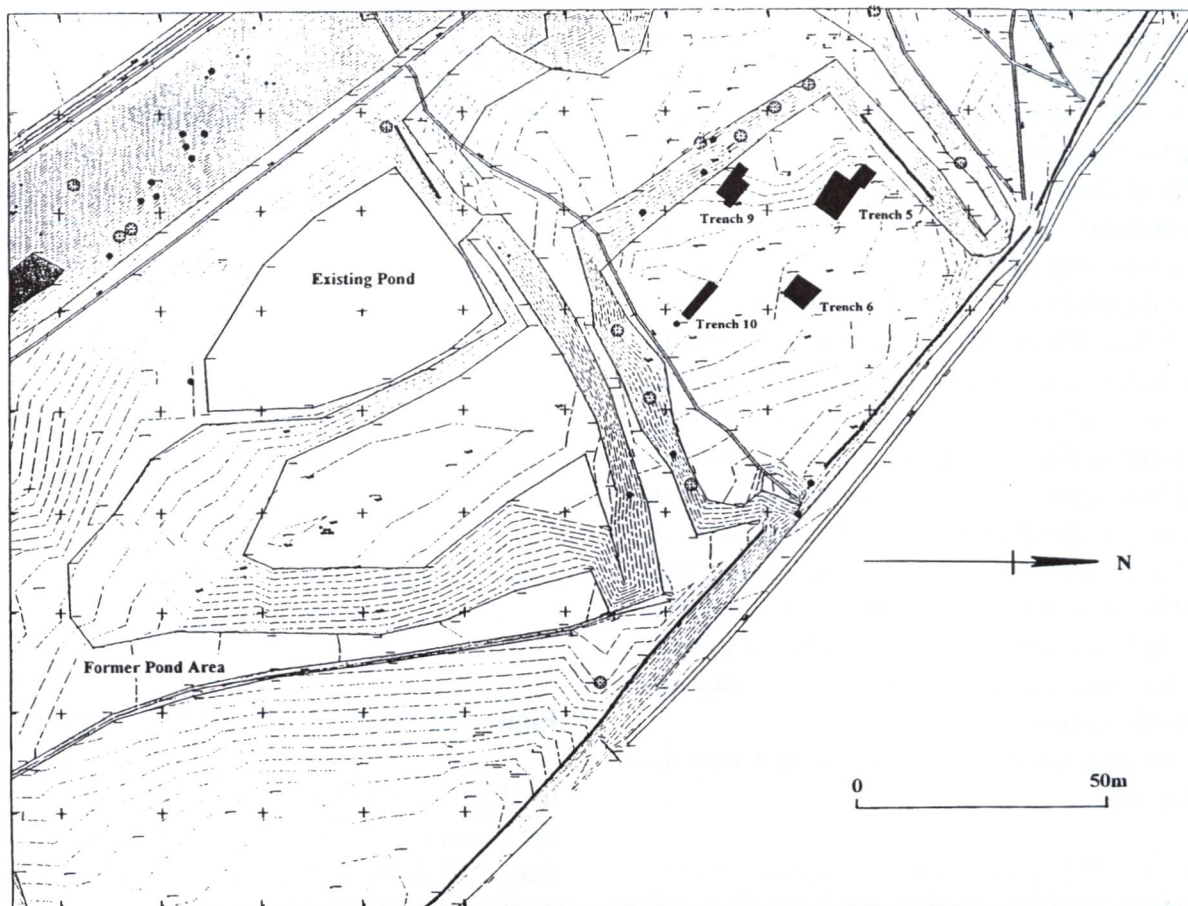 Trench 9
Trench 5
Existing Pond
Trench 10
Trench 6
N
Former Pond Area
0
50m